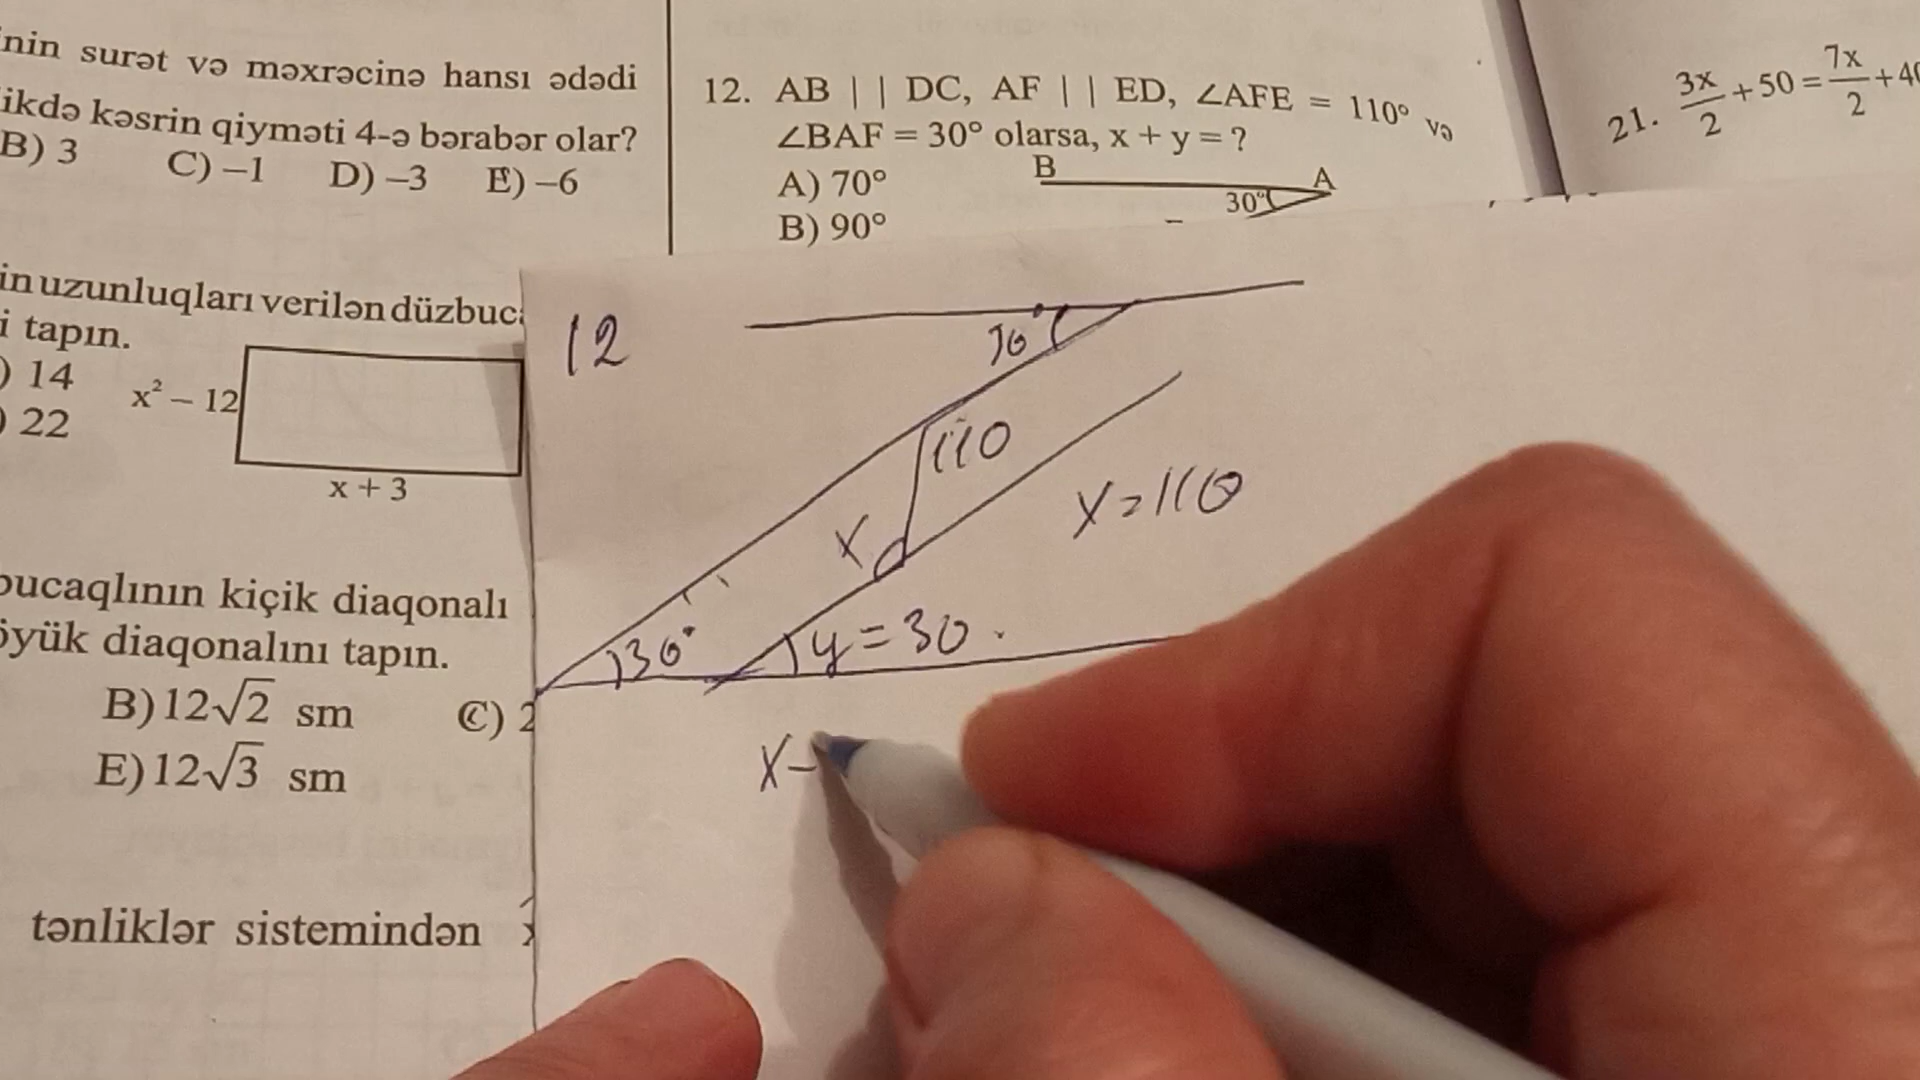 nin surət və məxrəcinə hansı ədədi
ikdə kəsrin qiyməti 4-ə bərabər olar?
B) 3 C) –1 D) –3 E) –6
in uzunluqları verilən düzbuc
i tapın.
) 14
) 22
x² – 12
x + 3
bucaqlının kiçik diaqonalı
öyük diaqonalını tapın.
B) 12√2 sm C) 2
E) 12√3 sm
tənliklər sistemindən
12. AB | | DC, AF | | ED, ∠AFE = 110° və
∠BAF = 30° olarsa, x + y = ?
A) 70°
B) 90°
B A
30°
21. 3x/2 + 50 = 7x/2 + 40
12
30°
110
x
x = 110
30°
y = 30
x –